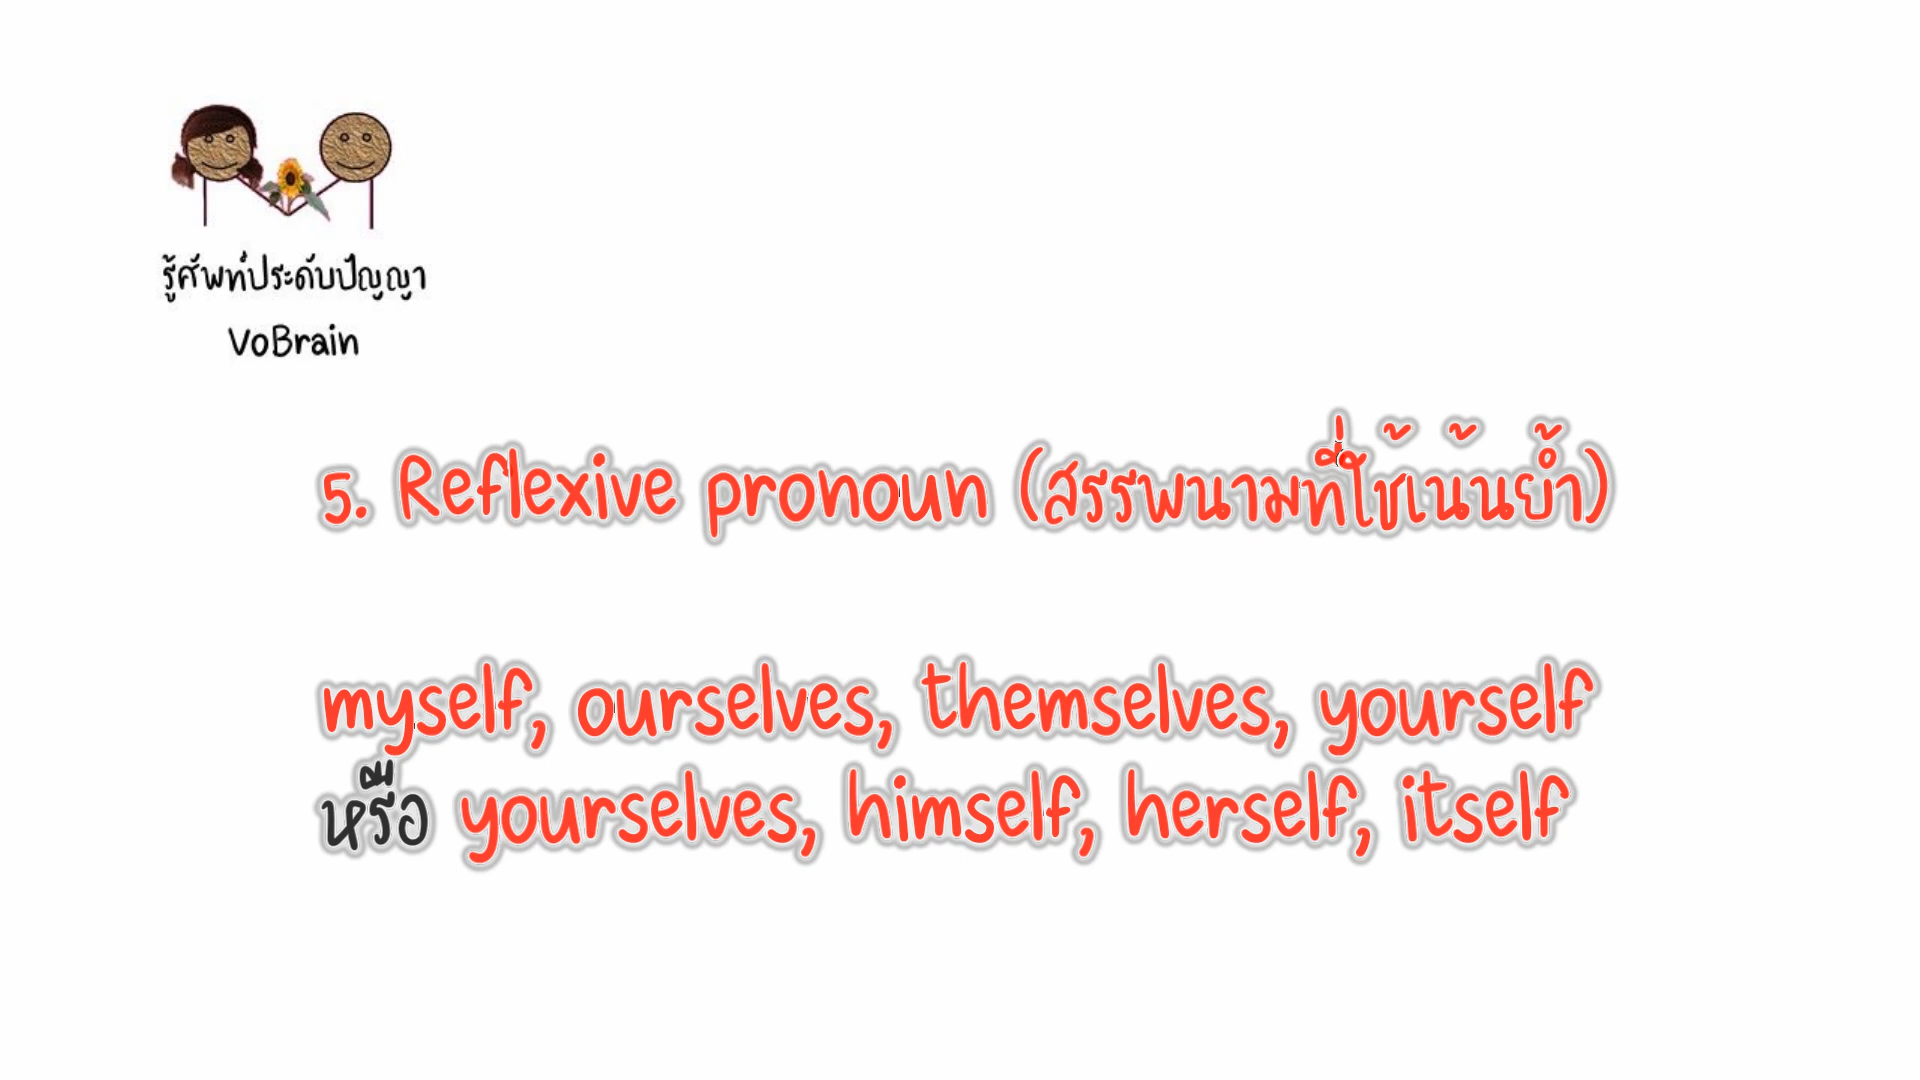 รู้ศัพท์ประดับปัญญา
VoBrain
5. Reflexive pronoun (สรรพนามที่ใช้เน้นย้ำ)
myself, ourselves, themselves, yourself
หรือ yourselves, himself, herself, itself